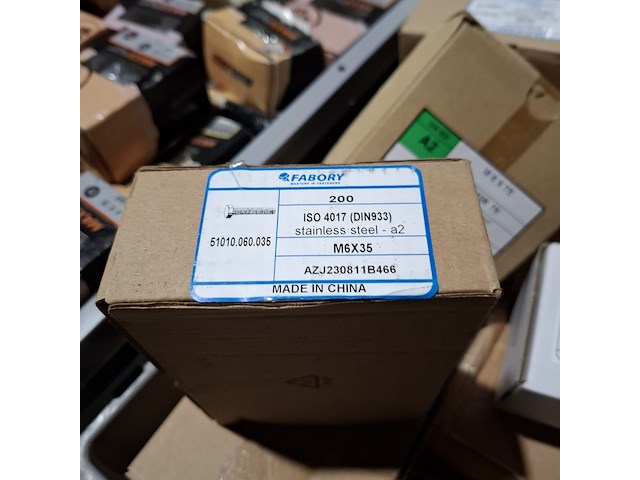 FABORY
MASTERS IN FASTENERS
200
ISO 4017 (DIN933)
stainless steel - a2
51010.060.035
M6X35
AZJ230811B466
MADE IN CHINA
A2